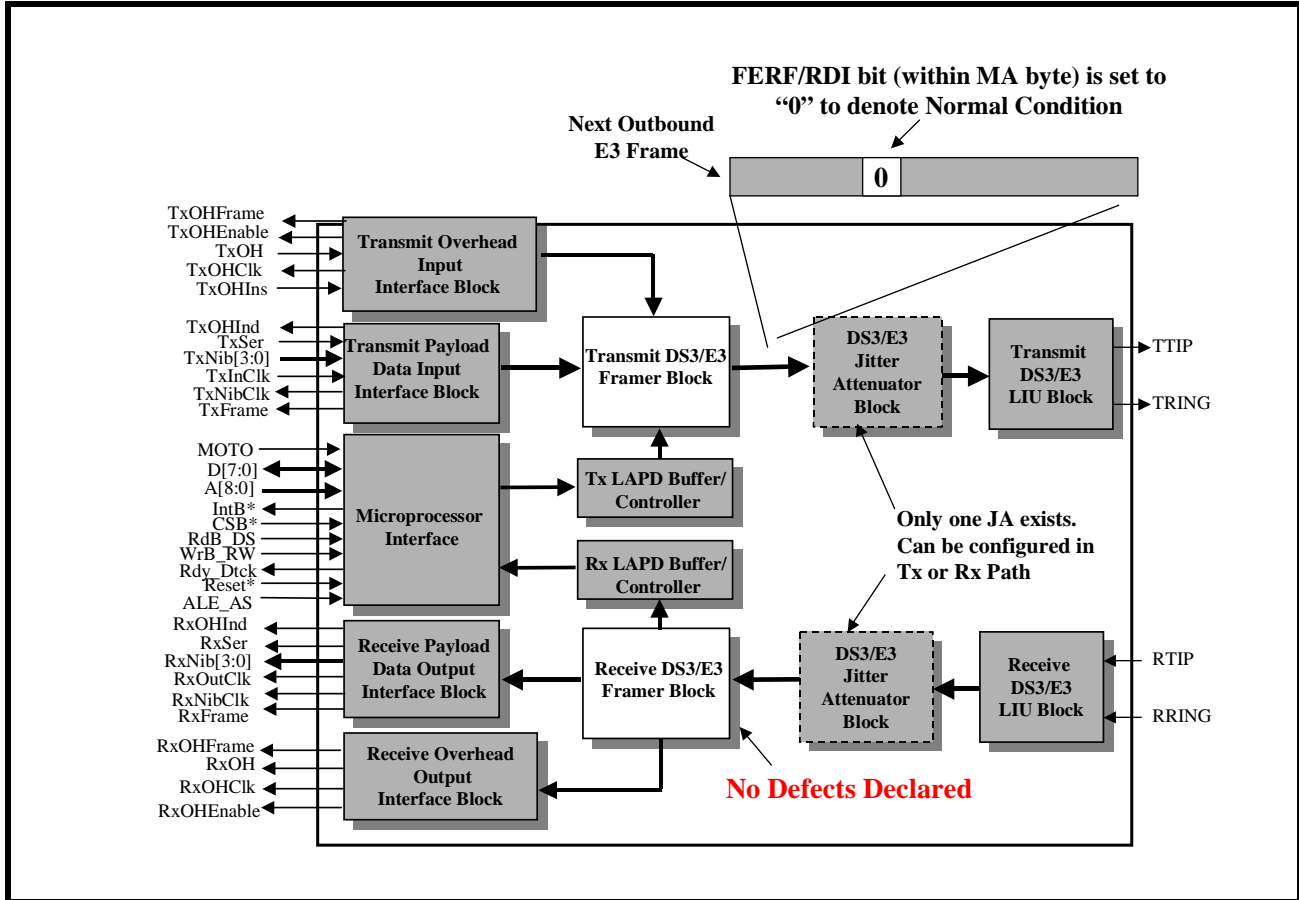 FERF/RDI bit (within MA byte) is set to
“0” to denote Normal Condition
Next Outbound
E3 Frame
0
TxOHFrame
TxOHEnable
TxOH
TxOHClk
TxOHIns
Transmit Overhead
Input
Interface Block
TxOHInd
TxSer
TxNib[3:0]
TxInClk
TxNibClk
TxFrame
Transmit Payload
Data Input
Interface Block
Transmit DS3/E3
Framer Block
DS3/E3
Jitter
Attenuator
Block
Transmit
DS3/E3
LIU Block
TTIP
TRING
MOTO
D[7:0]
A[8:0]
IntB*
CSB*
RdB_DS
WrB_RW
Rdy_Dtck
Reset*
ALE_AS
Microprocessor
Interface
Tx LAPD Buffer/
Controller
Rx LAPD Buffer/
Controller
Only one JA exists.
Can be configured in
Tx or Rx Path
RxOHInd
RxSer
RxNib[3:0]
RxOutClk
RxNibClk
RxFrame
Receive Payload
Data Output
Interface Block
Receive DS3/E3
Framer Block
DS3/E3
Jitter
Attenuator
Block
Receive
DS3/E3
LIU Block
RTIP
RRING
RxOHFrame
RxOH
RxOHClk
RxOHEnable
Receive Overhead
Output
Interface Block
No Defects Declared